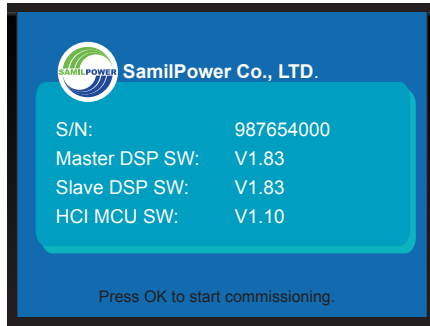 SAMILPOWER SamilPower Co., LTD.
S/N: 987654000
Master DSP SW: V1.83
Slave DSP SW: V1.83
HCI MCU SW: V1.10
Press OK to start commissioning.